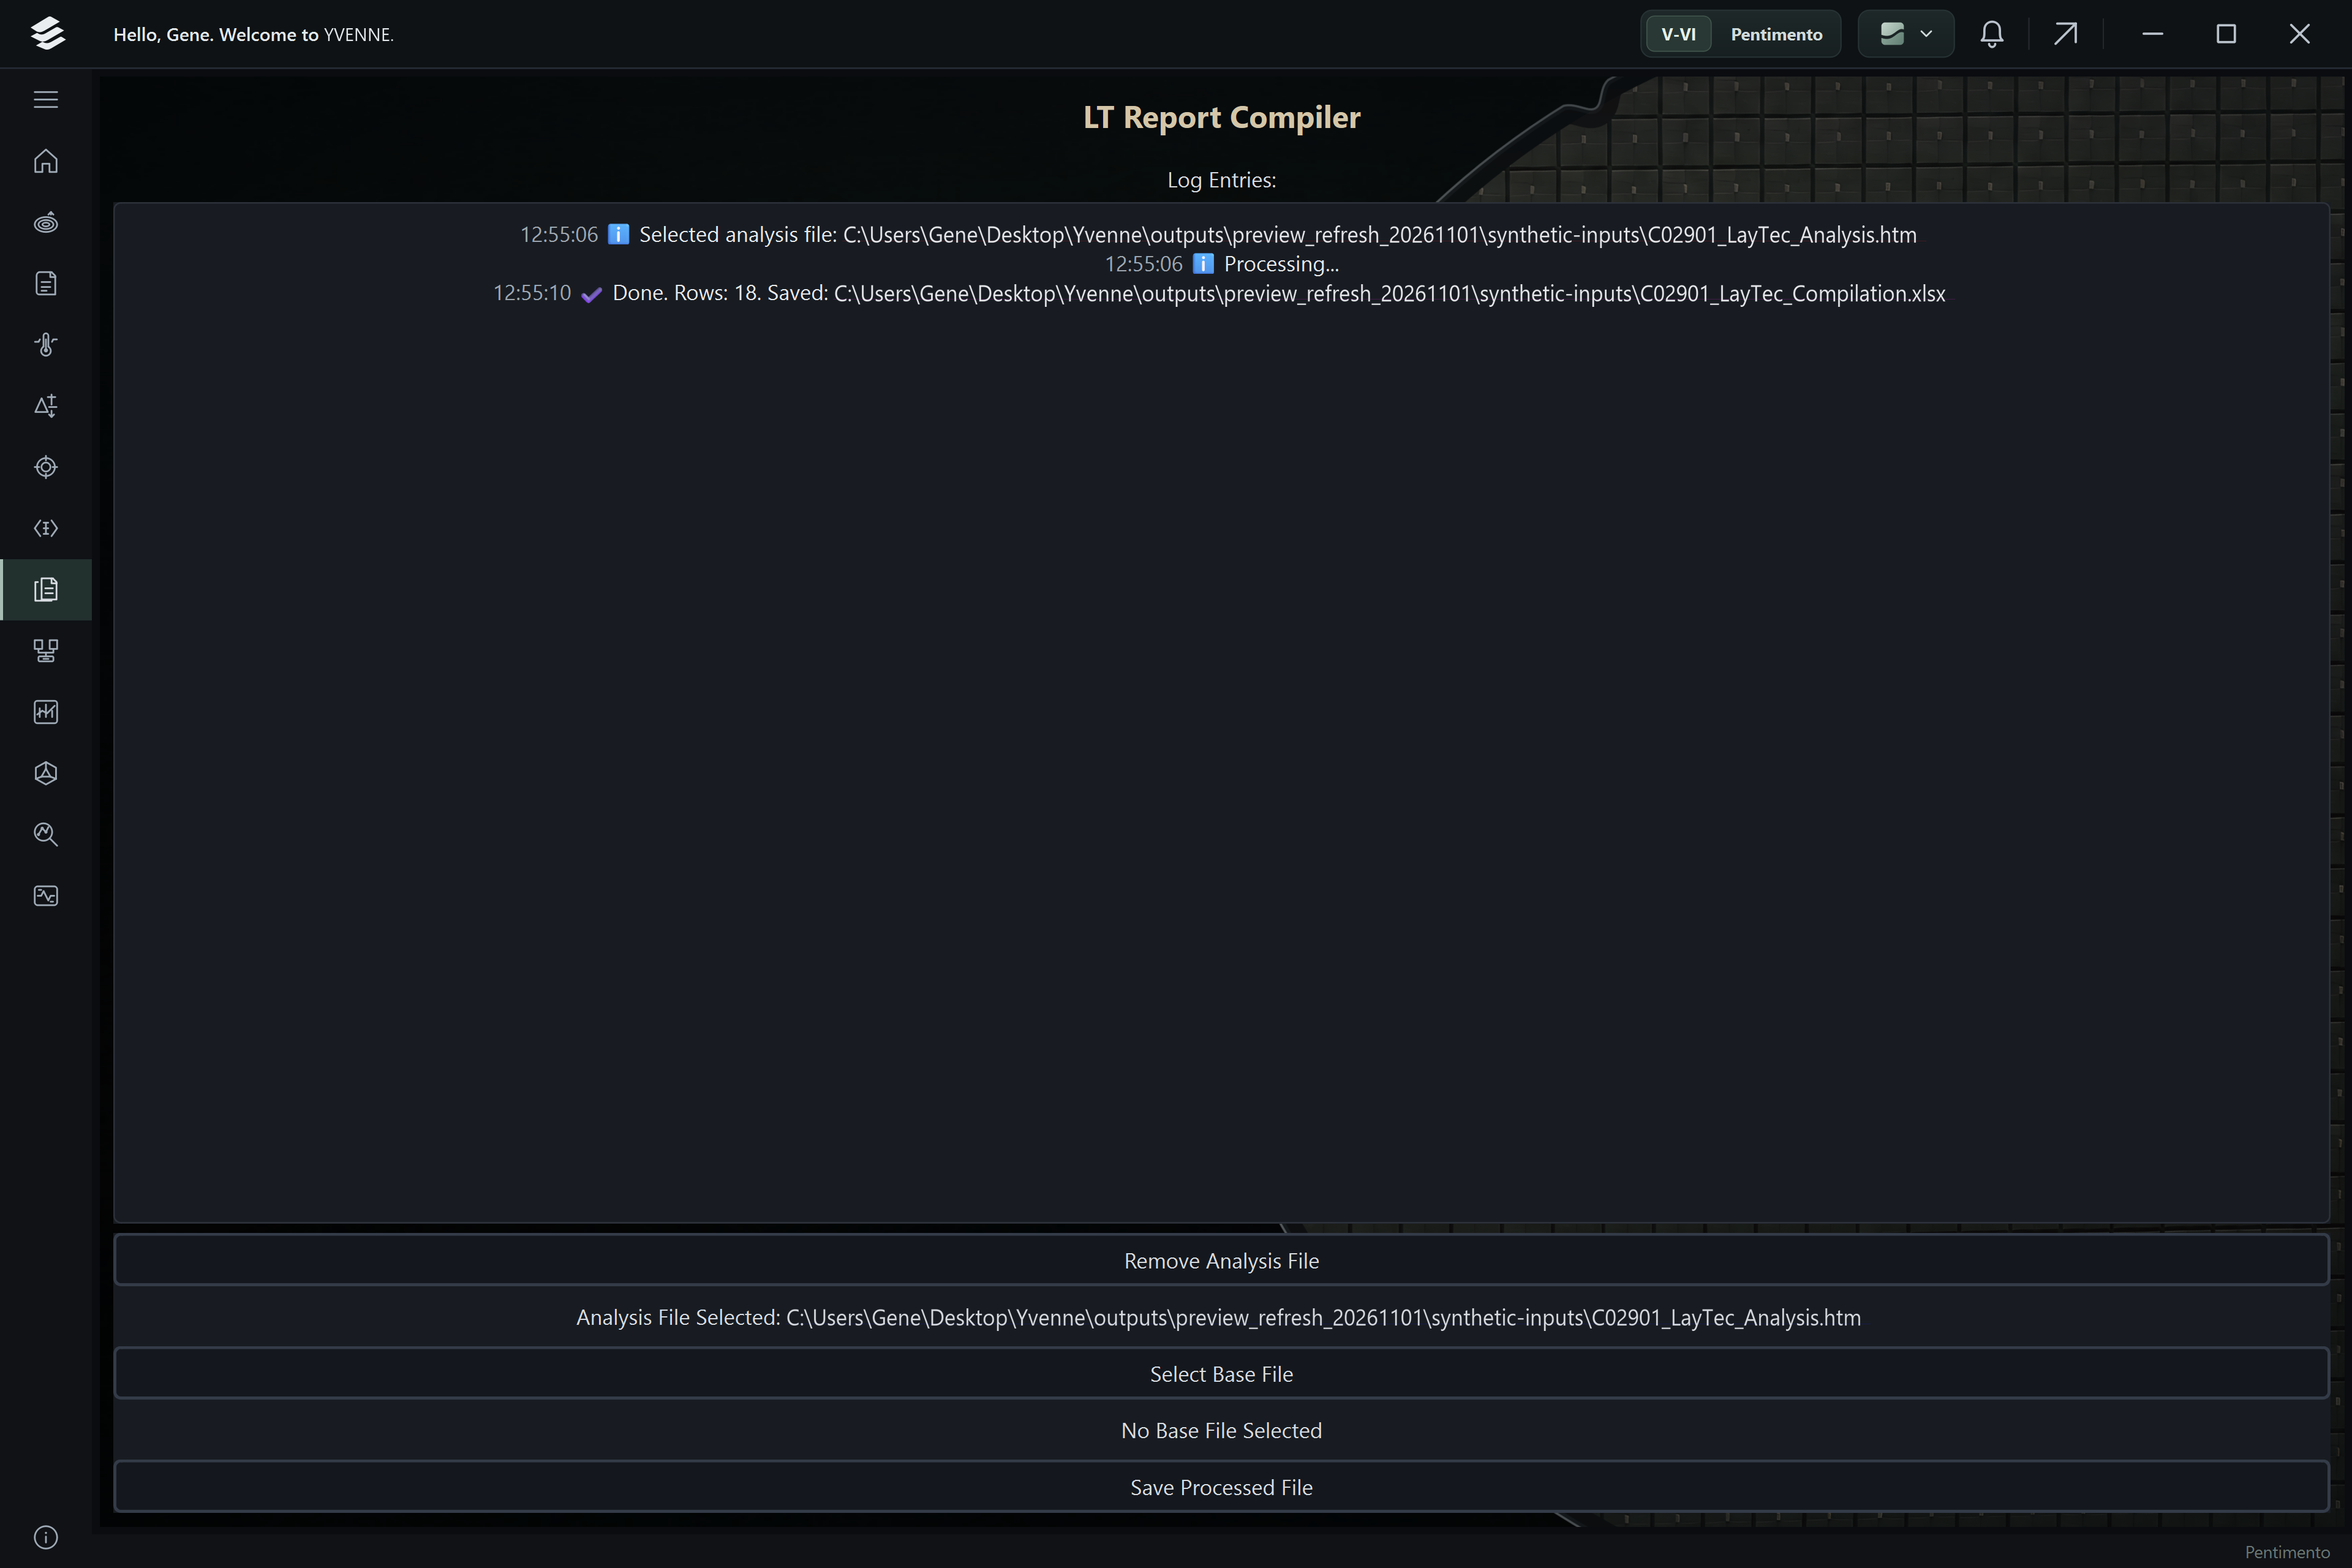 Hello, Gene. Welcome to YVENNE.
V-VI Pentimento
LT Report Compiler
Log Entries:
12:55:06 ℹ️ Selected analysis file: C:\Users\Gene\Desktop\Yvenne\outputs\preview_refresh_20261101\synthetic-inputs\C02901_LayTec_Analysis.htm
12:55:06 ℹ️ Processing...
12:55:10 ✔ Done. Rows: 18. Saved: C:\Users\Gene\Desktop\Yvenne\outputs\preview_refresh_20261101\synthetic-inputs\C02901_LayTec_Compilation.xlsx
Remove Analysis File
Analysis File Selected: C:\Users\Gene\Desktop\Yvenne\outputs\preview_refresh_20261101\synthetic-inputs\C02901_LayTec_Analysis.htm
Select Base File
No Base File Selected
Save Processed File
Pentimento